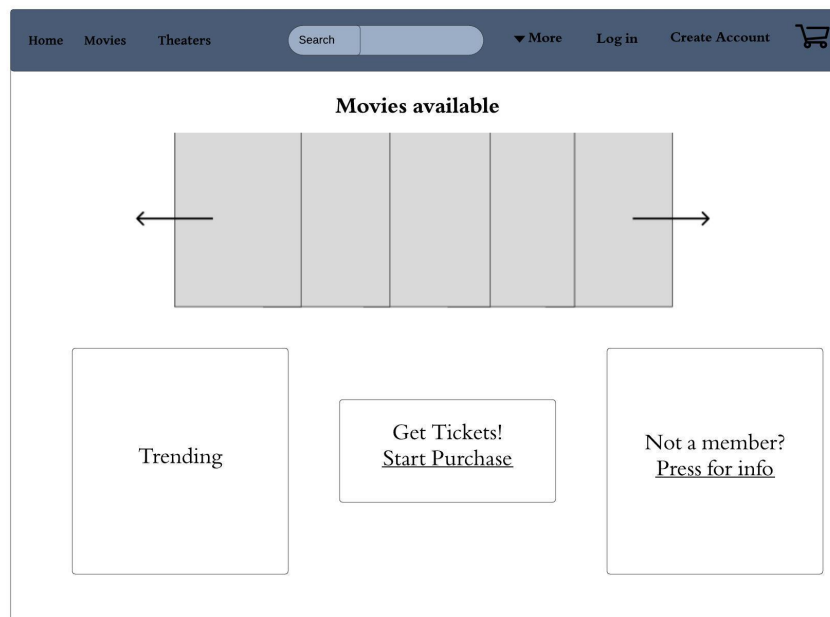 Home Movies Theaters Search ▼ More Log in Create Account
Movies available
Trending
Get Tickets!
Start Purchase
Not a member?
Press for info